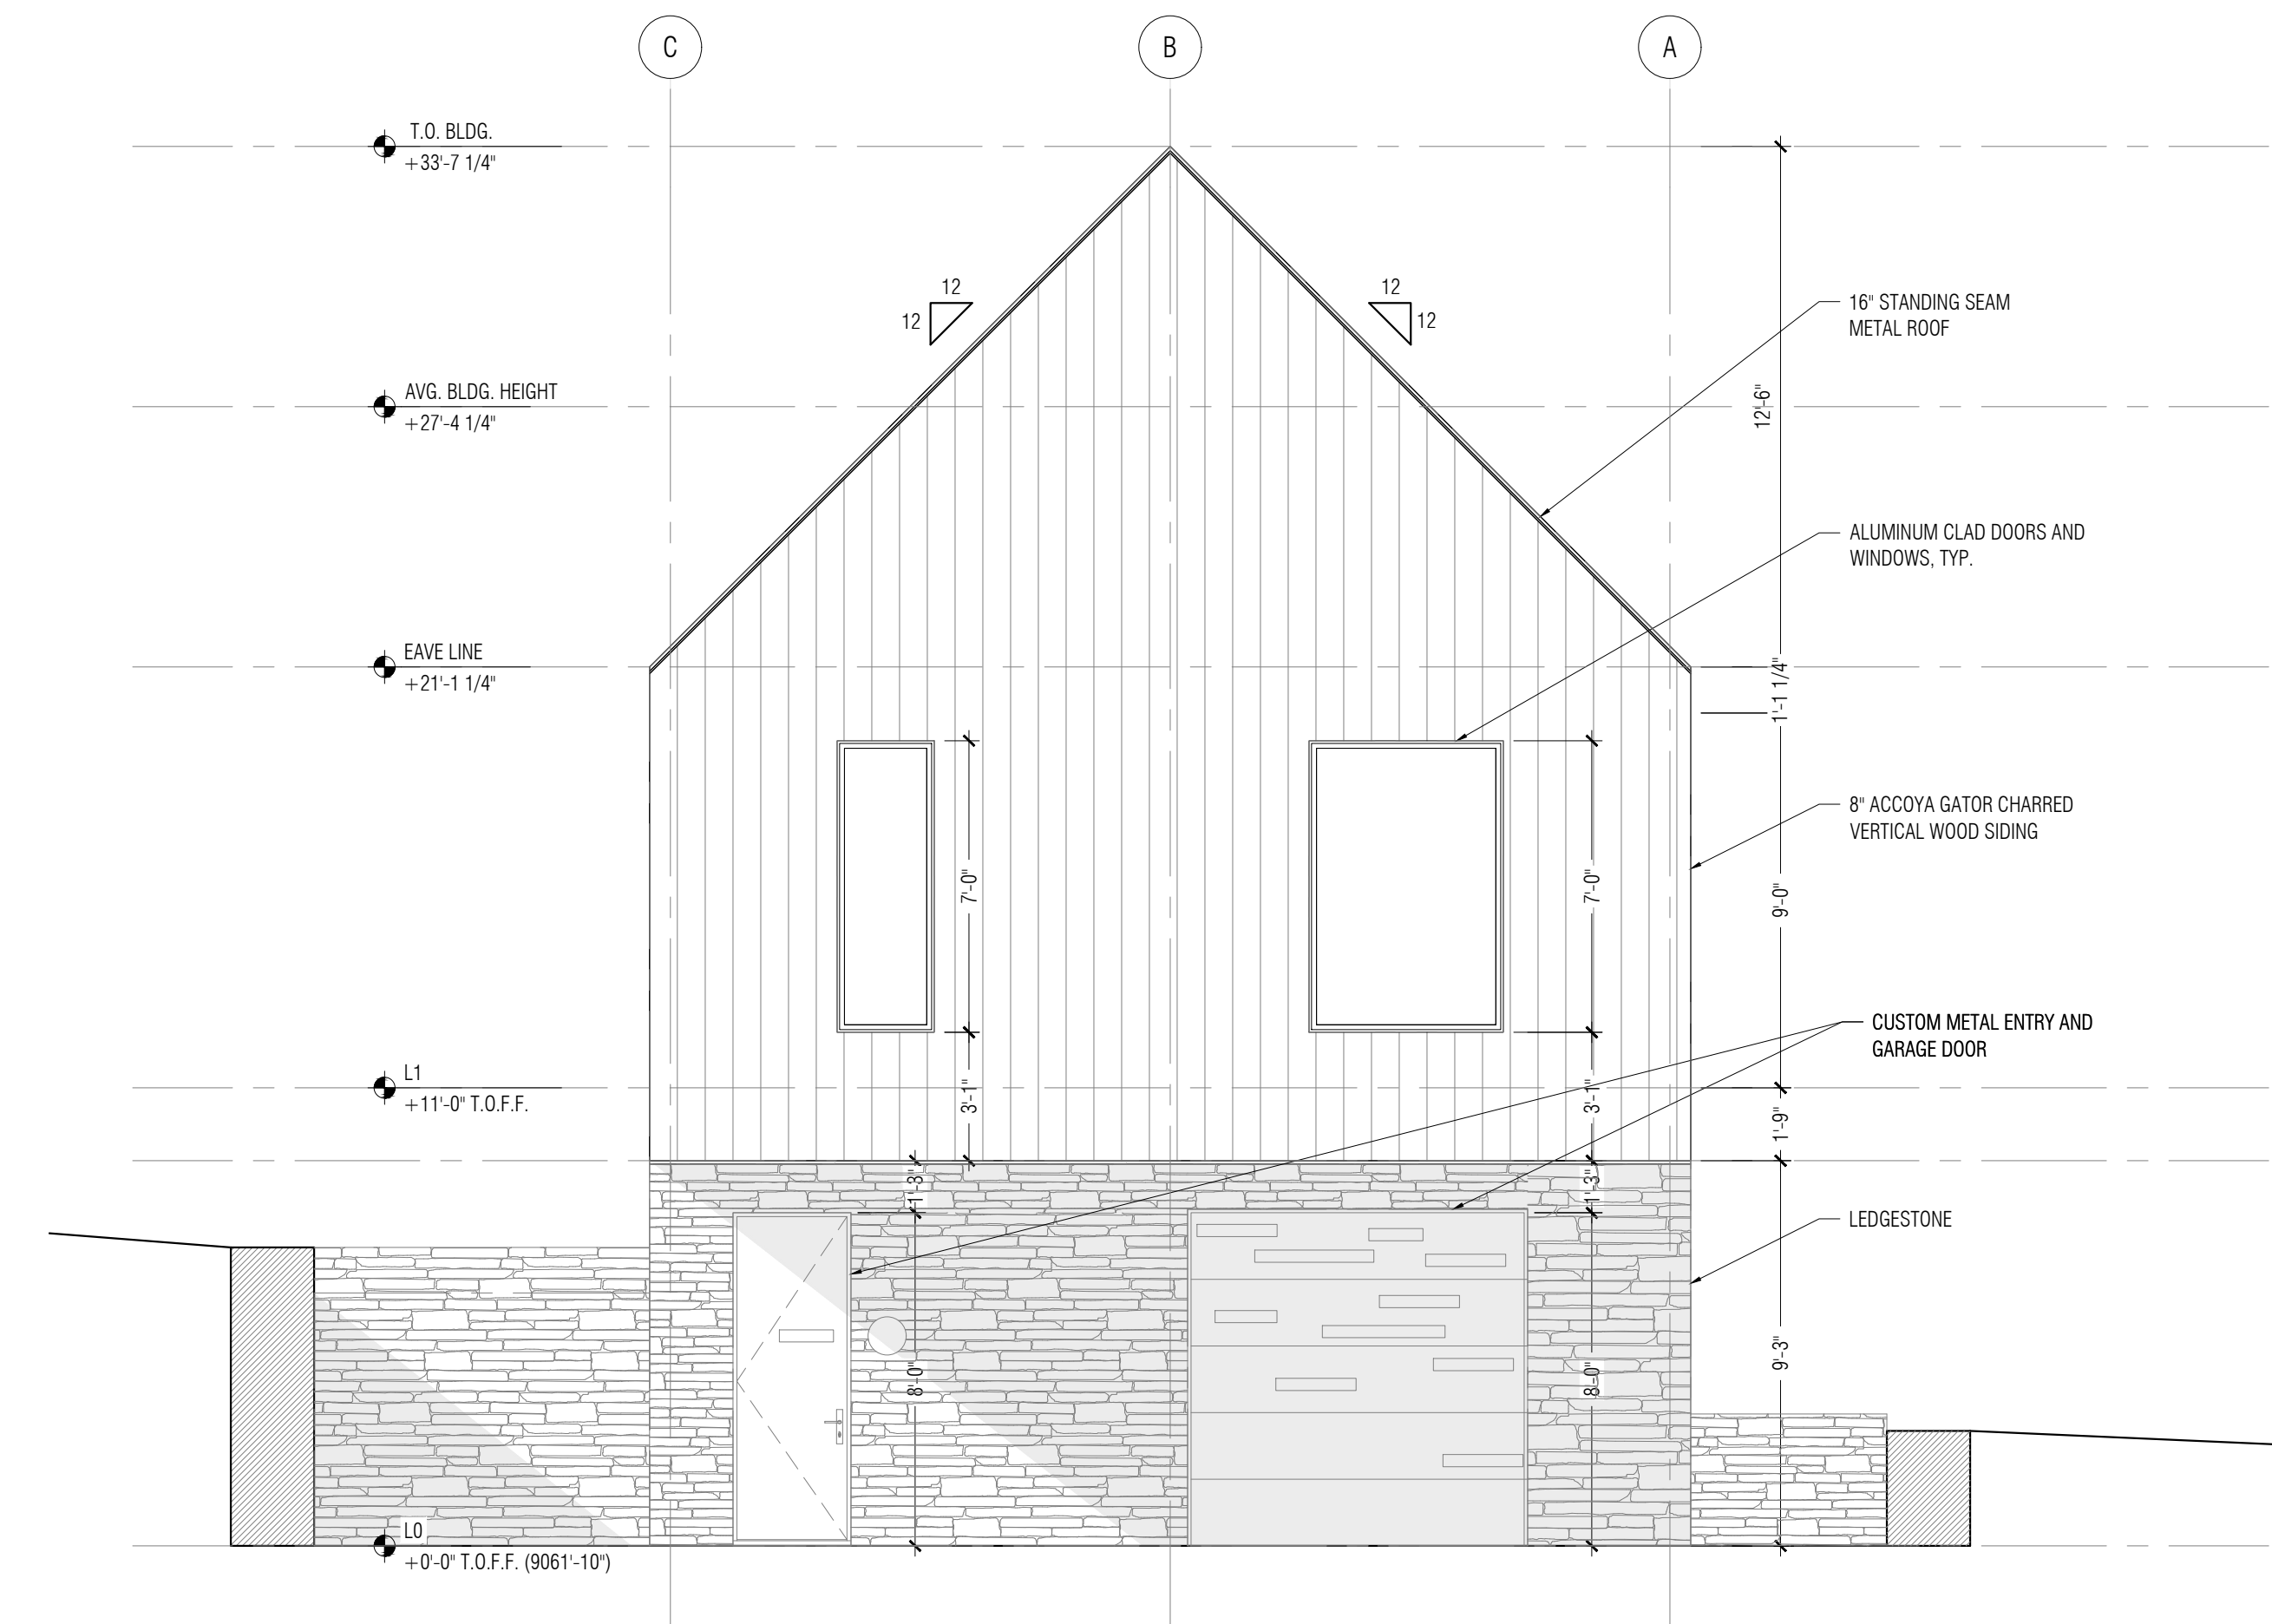 C
B
A
T.O. BLDG.
+33'-7 1/4"
12
12
12
12
16" STANDING SEAM
METAL ROOF
AVG. BLDG. HEIGHT
+27'-4 1/4"
12'-6"
ALUMINUM CLAD DOORS AND
WINDOWS, TYP.
EAVE LINE
+21'-1 1/4"
1'-1 1/4"
8" ACCOYA GATOR CHARRED
VERTICAL WOOD SIDING
7'-0"
7'-0"
9'-0"
CUSTOM METAL ENTRY AND
GARAGE DOOR
L1
+11'-0" T.O.F.F.
3'-1"
3'-1"
1'-9"
1'-3"
1'-3"
LEDGESTONE
8'-0"
8'-0"
9'-3"
L0
+0'-0" T.O.F.F. (9061'-10")